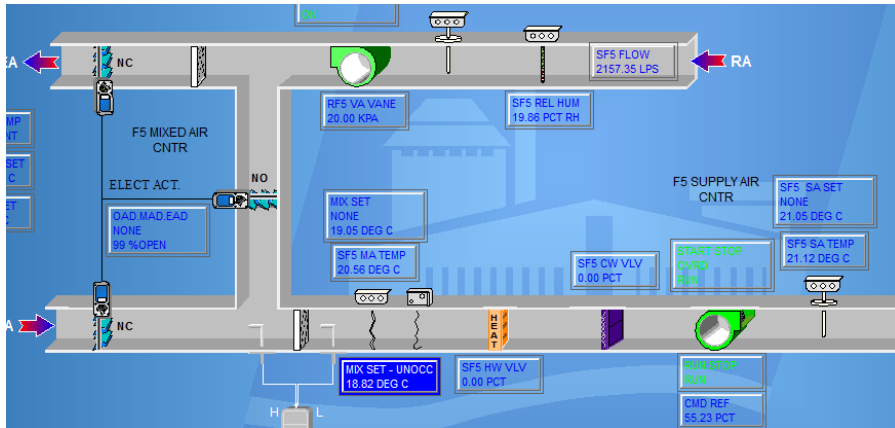 EA
NC
RA
SF5 FLOW
2157.35 LPS
RF5 VA VANE
20.00 KPA
SF5 REL HUM
19.86 PCT RH
F5 MIXED AIR
CNTR
ELECT ACT.
NO
OAD.MAD.EAD
NONE
99 %OPEN
MIX SET
NONE
19.05 DEG C
SF5 MA TEMP
20.56 DEG C
F5 SUPPLY AIR
CNTR
SF5 SA SET
NONE
21.05 DEG C
SF5 SA TEMP
21.12 DEG C
SF5 CW VLV
0.00 PCT
START STOP
OVRD
RUN
NC
HEAT
MIX SET - UNOCC
18.82 DEG C
SF5 HW VLV
0.00 PCT
RUN
CMD REF
55.23 PCT
H
L